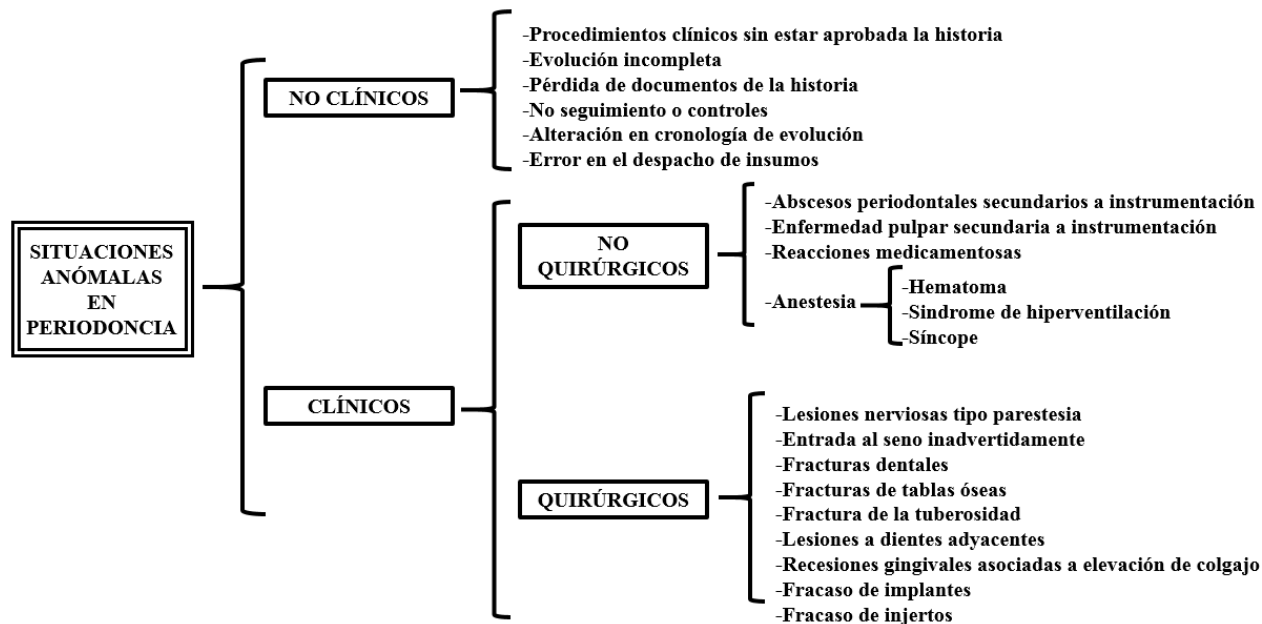 SITUACIONES
ANÓMALAS
EN
PERIODONCIA
NO CLÍNICOS
-Procedimientos clínicos sin estar aprobada la historia
-Evolución incompleta
-Pérdida de documentos de la historia
-No seguimiento o controles
-Alteración en cronología de evolución
-Error en el despacho de insumos
CLÍNICOS
NO
QUIRÚRGICOS
-Abscesos periodontales secundarios a instrumentación
-Enfermedad pulpar secundaria a instrumentación
-Reacciones medicamentosas
-Anestesia
-Hematoma
-Sindrome de hiperventilación
-Síncope
QUIRÚRGICOS
-Lesiones nerviosas tipo parestesia
-Entrada al seno inadvertidamente
-Fracturas dentales
-Fracturas de tablas óseas
-Fractura de la tuberosidad
-Lesiones a dientes adyacentes
-Recesiones gingivales asociadas a elevación de colgajo
-Fracaso de implantes
-Fracaso de injertos